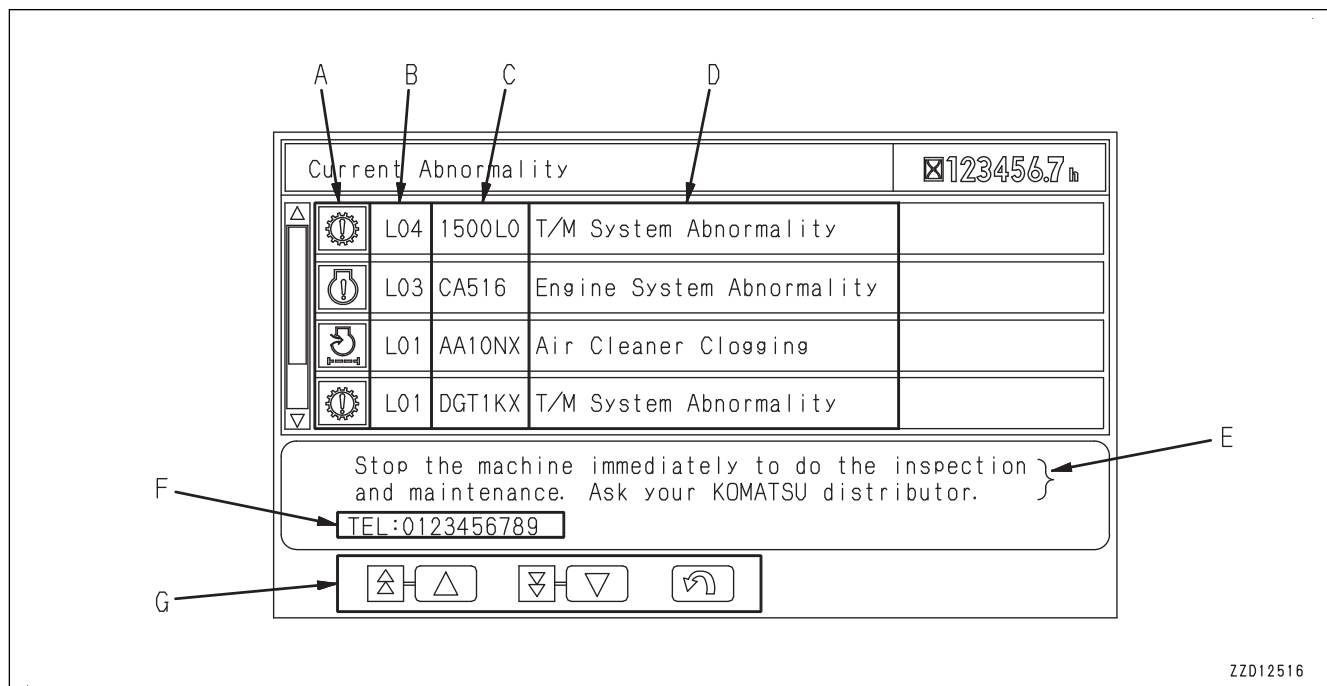 A B C D
Current Abnormality 123456.7 h
L04 1500L0 T/M System Abnormality
L03 CA516 Engine System Abnormality
L01 AA10NX Air Cleaner Clogging
L01 DGT1KX T/M System Abnormality
E
Stop the machine immediately to do the inspection
and maintenance. Ask your KOMATSU distributor.
F
TEL:0123456789
G
ZZD12516